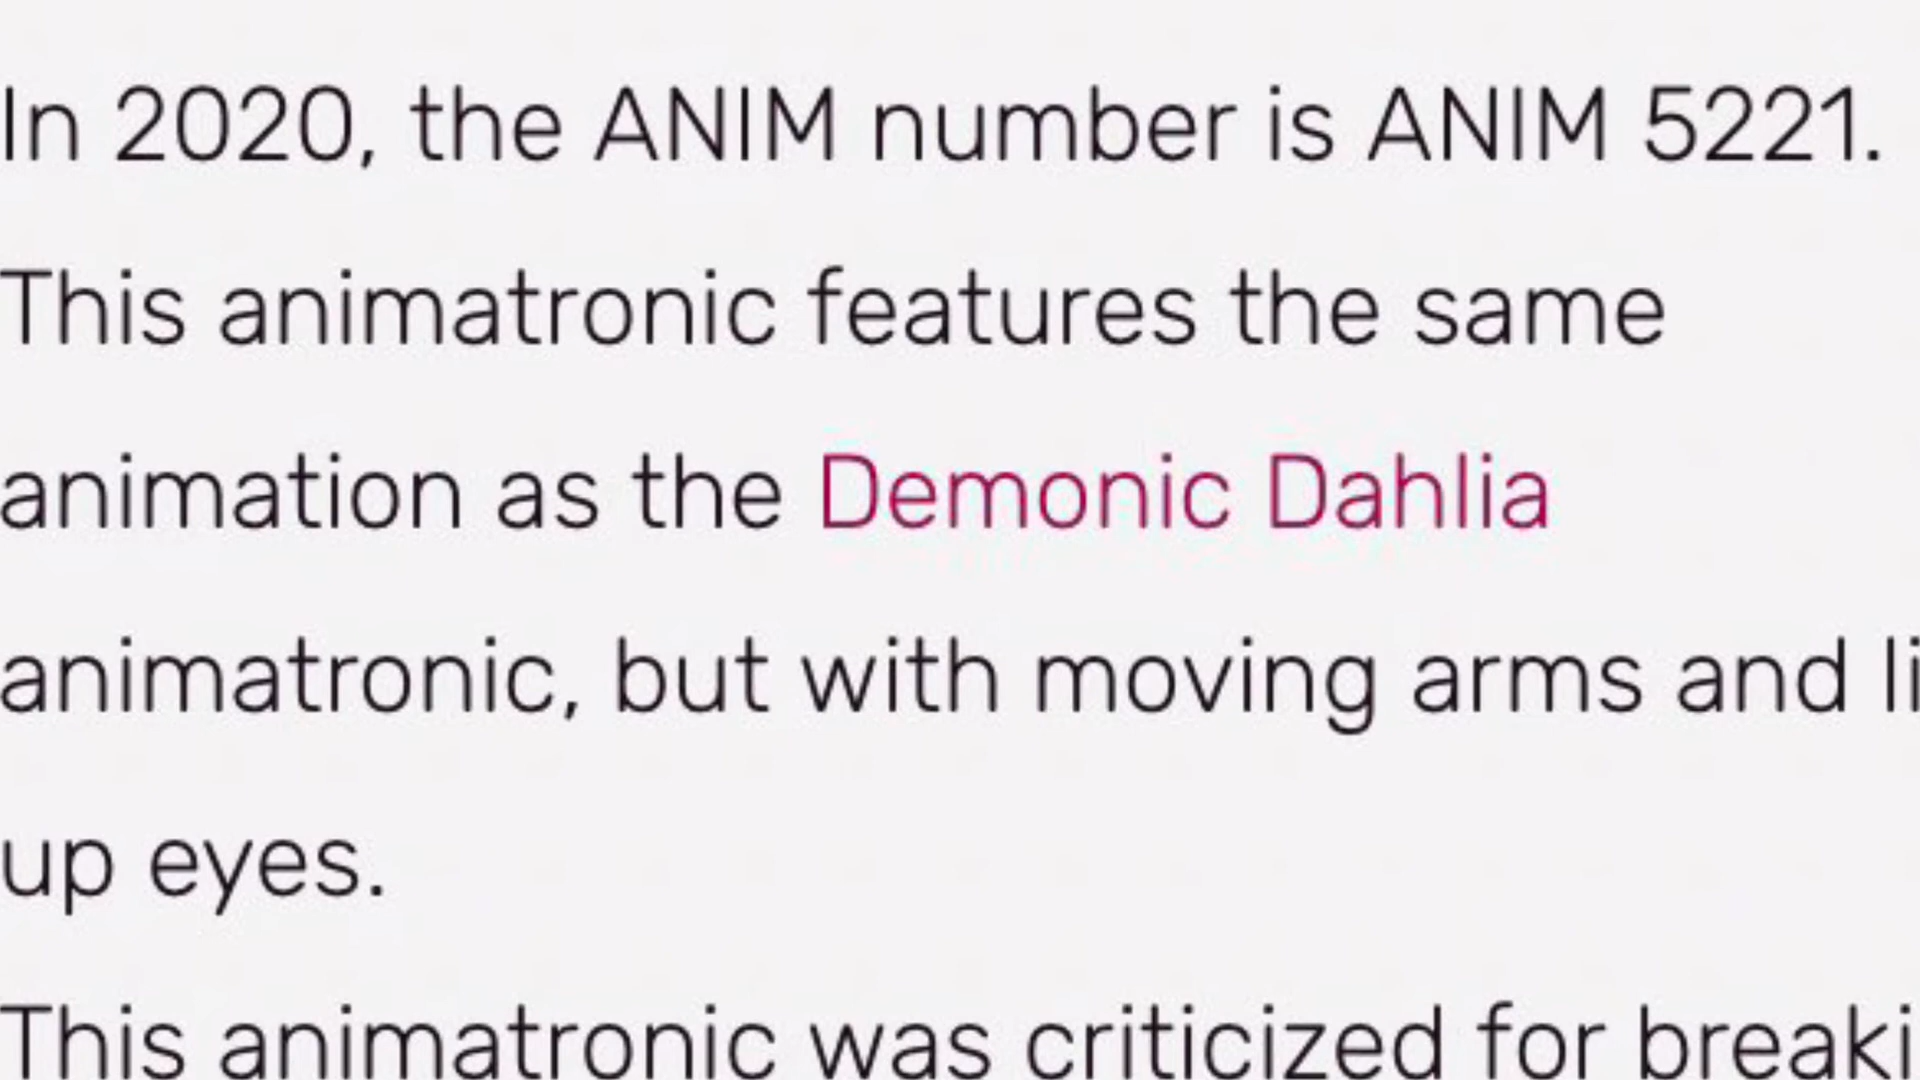 In 2020, the ANIM number is ANIM 5221.
This animatronic features the same
animation as the Demonic Dahlia
animatronic, but with moving arms and li
up eyes.
This animatronic was criticized for breaki